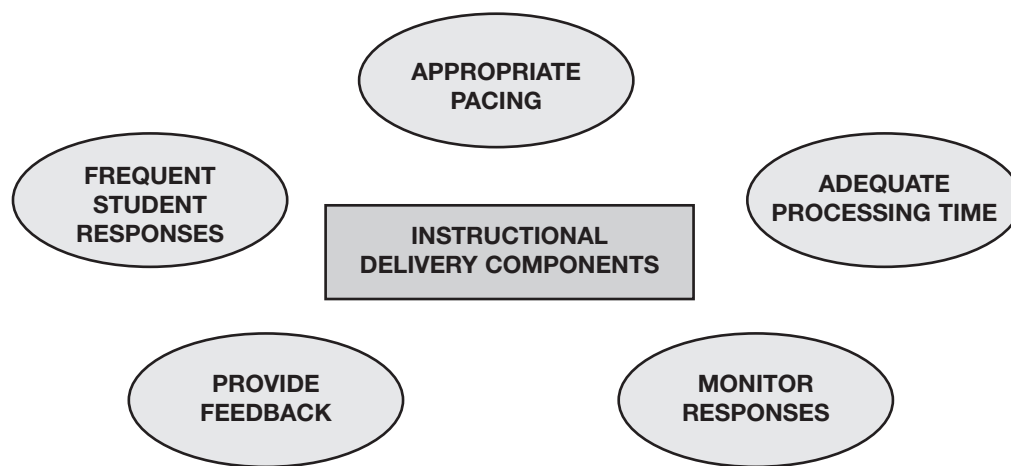 APPROPRIATE
PACING
FREQUENT
STUDENT
RESPONSES
ADEQUATE
PROCESSING TIME
INSTRUCTIONAL
DELIVERY COMPONENTS
PROVIDE
FEEDBACK
MONITOR
RESPONSES